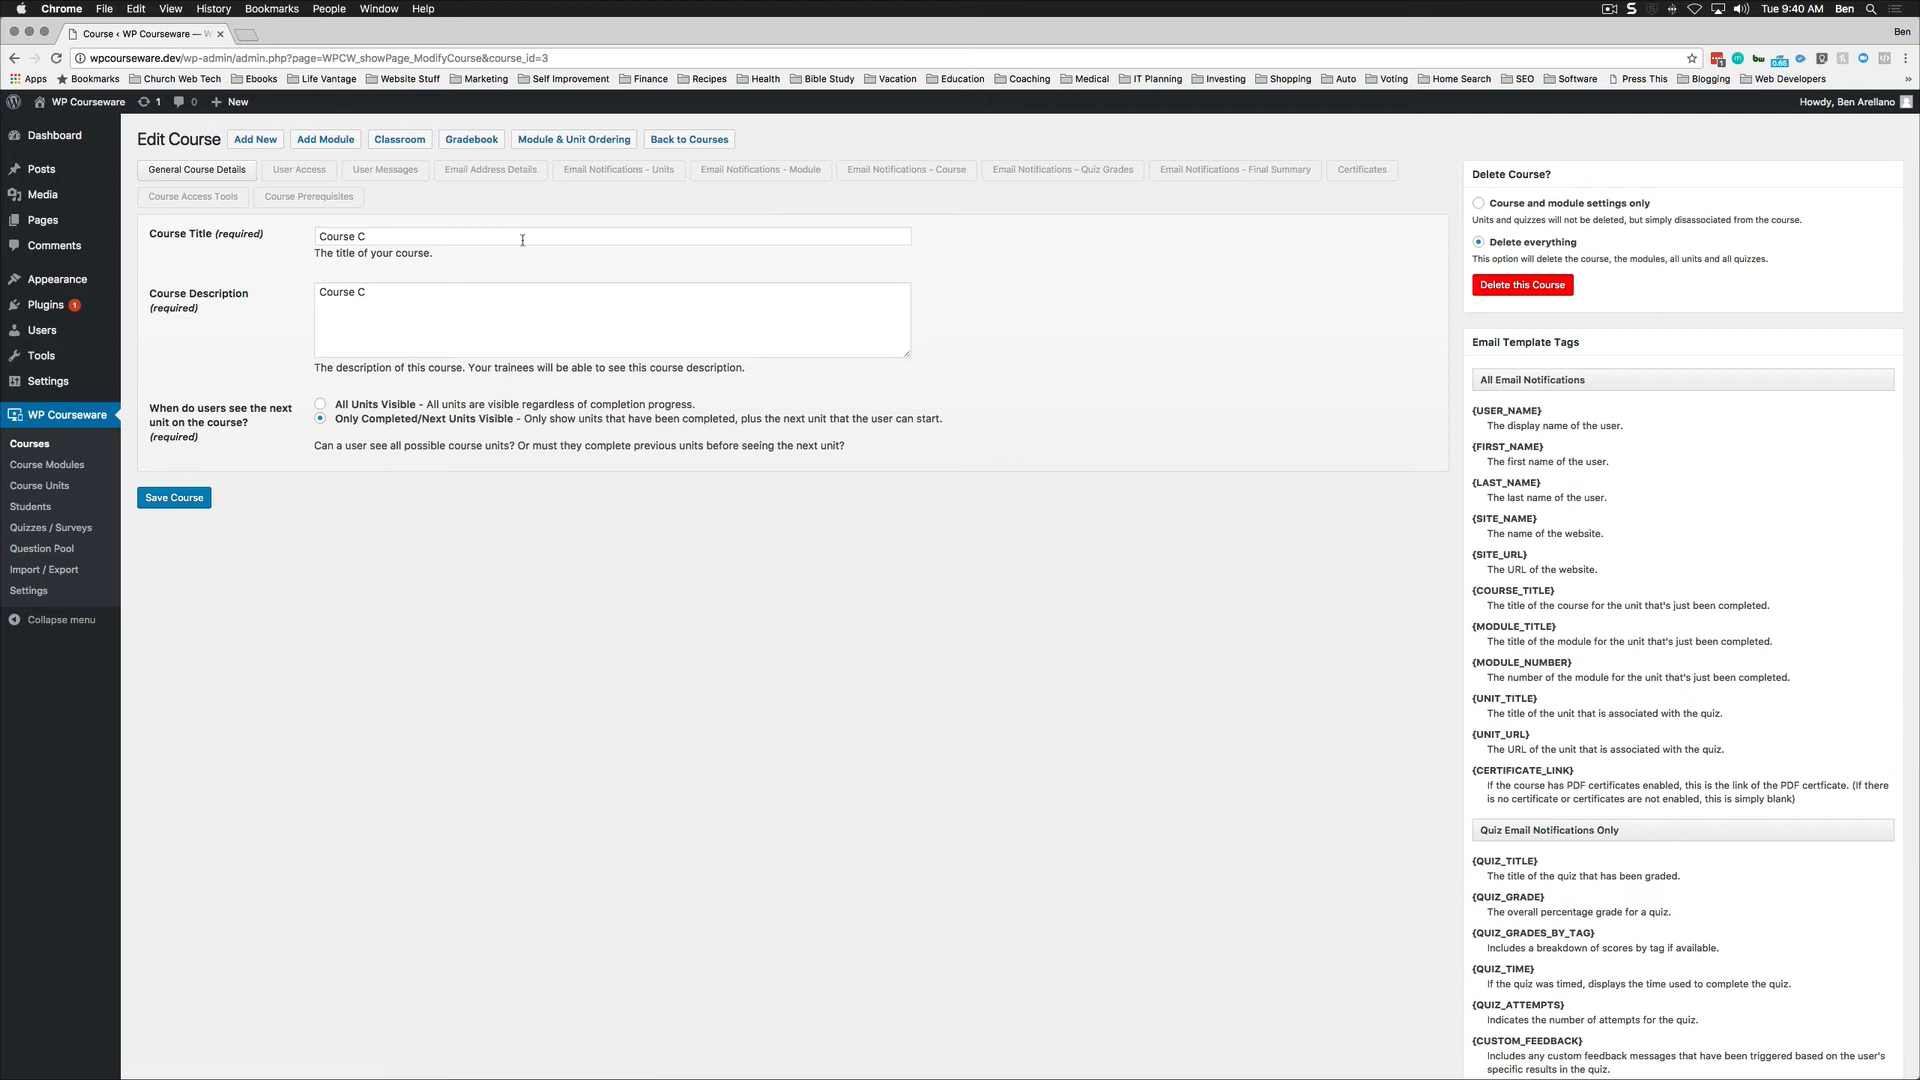 Chrome File Edit View History Bookmarks People Window Help Tue 9:40 AM Ben
Course ‹ WP Courseware — Ben
wpcourseware.dev/wp-admin/admin.php?page=WPCW_showPage_ModifyCourse&course_id=3
Apps Bookmarks Church Web Tech Ebooks Life Vantage Website Stuff Marketing Self Improvement Finance Recipes Health Bible Study Vacation Education Coaching Medical IT Planning Investing Shopping Auto Voting Home Search SEO Software Press This Blogging Web Developers »
WP Courseware 1 0 + New Howdy, Ben Arellano
Dashboard
Posts
Media
Pages
Comments
Appearance
Plugins 1
Users
Tools
Settings
WP Courseware
Courses
Course Modules
Course Units
Students
Quizzes / Surveys
Question Pool
Import / Export
Settings
Collapse menu
Edit Course Add New Add Module Classroom Gradebook Module & Unit Ordering Back to Courses
General Course Details User Access User Messages Email Address Details Email Notifications - Units Email Notifications - Module Email Notifications - Course Email Notifications - Quiz Grades Email Notifications - Final Summary Certificates
Course Access Tools Course Prerequisites
Course Title (required)
Course C
The title of your course.
Course Description
(required)
Course C
The description of this course. Your trainees will be able to see this course description.
When do users see the next
unit on the course?
(required)
All Units Visible - All units are visible regardless of completion progress.
Only Completed/Next Units Visible - Only show units that have been completed, plus the next unit that the user can start.
Can a user see all possible course units? Or must they complete previous units before seeing the next unit?
Save Course
Delete Course?
Course and module settings only
Units and quizzes will not be deleted, but simply disassociated from the course.
Delete everything
This option will delete the course, the modules, all units and all quizzes.
Delete this Course
Email Template Tags
All Email Notifications
{USER_NAME}
The display name of the user.
{FIRST_NAME}
The first name of the user.
{LAST_NAME}
The last name of the user.
{SITE_NAME}
The name of the website.
{SITE_URL}
The URL of the website.
{COURSE_TITLE}
The title of the course for the unit that's just been completed.
{MODULE_TITLE}
The title of the module for the unit that's just been completed.
{MODULE_NUMBER}
The number of the module for the unit that's just been completed.
{UNIT_TITLE}
The title of the unit that is associated with the quiz.
{UNIT_URL}
The URL of the unit that is associated with the quiz.
{CERTIFICATE_LINK}
If the course has PDF certificates enabled, this is the link of the PDF certficate. (If there
is no certificate or certificates are not enabled, this is simply blank)
Quiz Email Notifications Only
{QUIZ_TITLE}
The title of the quiz that has been graded.
{QUIZ_GRADE}
The overall percentage grade for a quiz.
{QUIZ_GRADES_BY_TAG}
Includes a breakdown of scores by tag if available.
{QUIZ_TIME}
If the quiz was timed, displays the time used to complete the quiz.
{QUIZ_ATTEMPTS}
Indicates the number of attempts for the quiz.
{CUSTOM_FEEDBACK}
Includes any custom feedback messages that have been triggered based on the user's
specific results in the quiz.